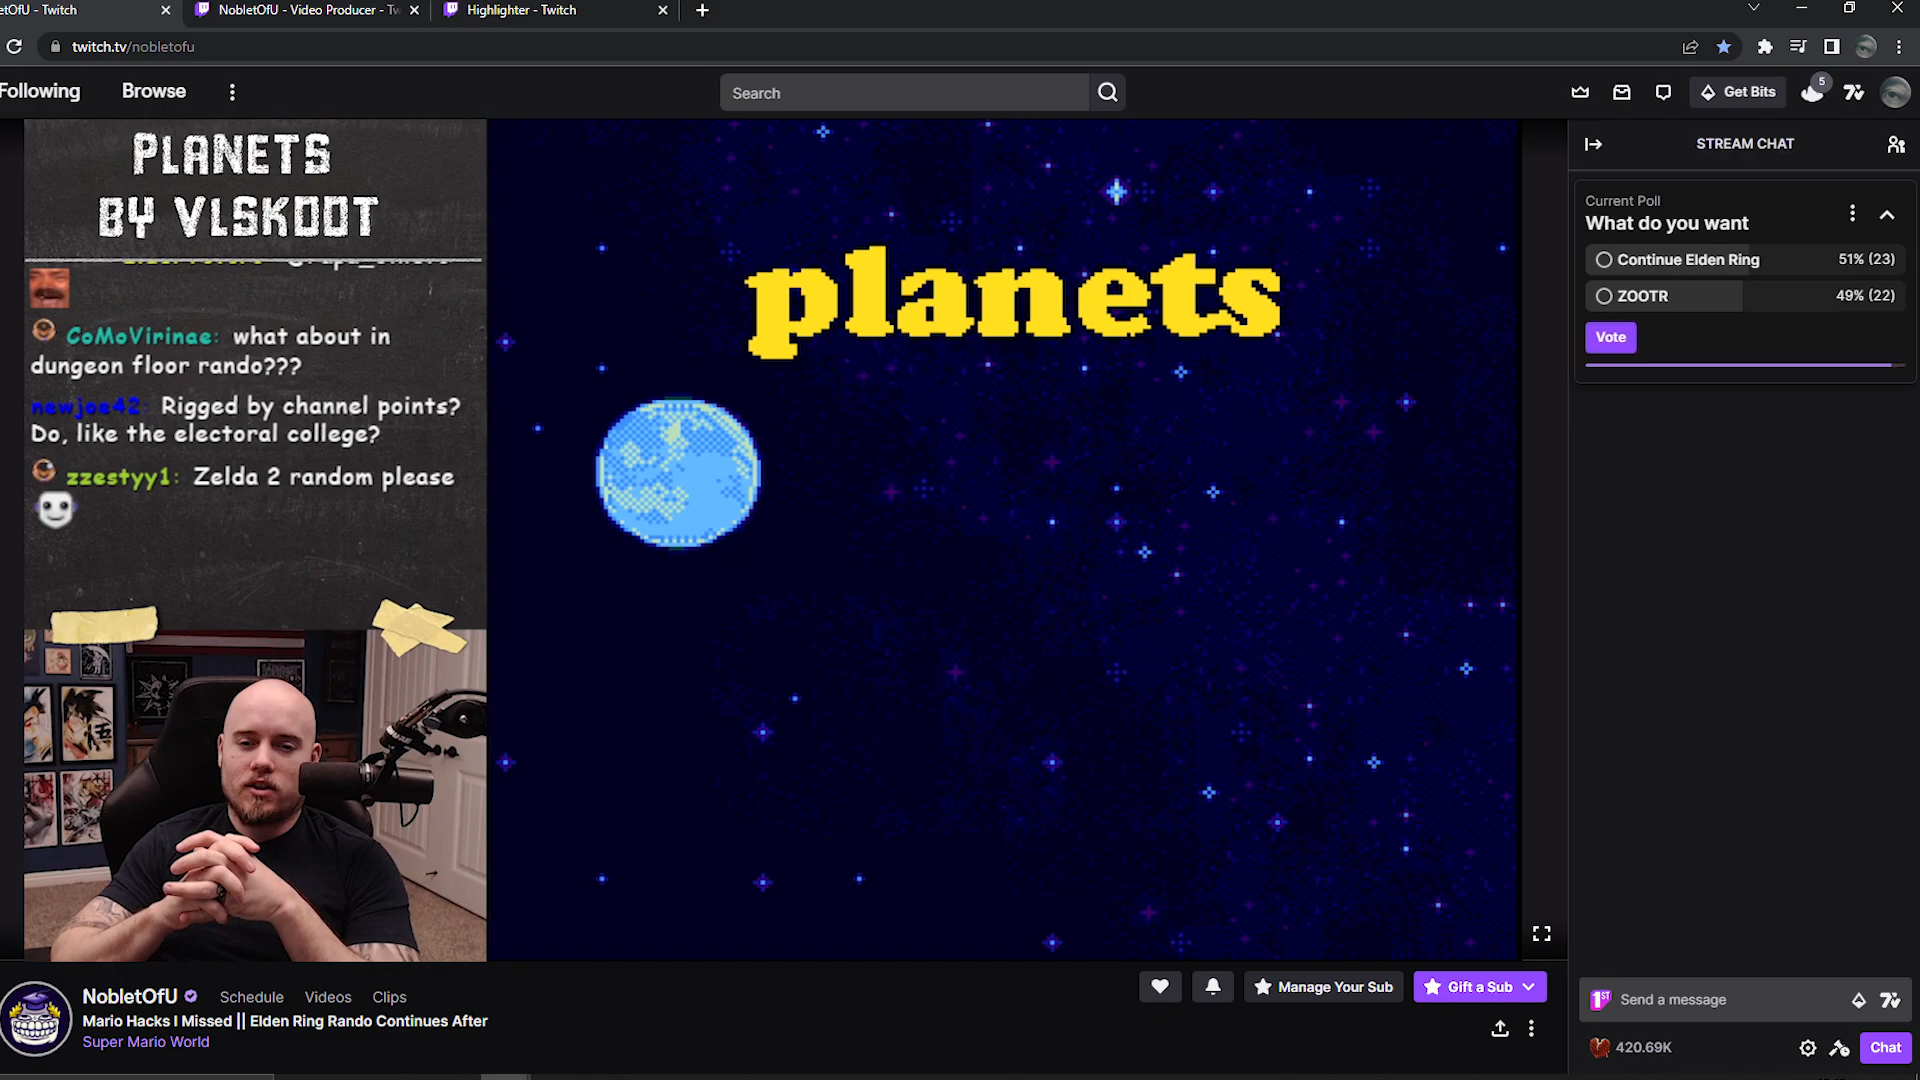 etOfU - Twitch
NobletOfU - Video Producer - Tw
Highlighter - Twitch
twitch.tv/nobletofu
Following
Browse
Search
Get Bits
5
PLANETS
BY VLSKOOT
CoMoVirinae: what about in
dungeon floor rando???
newjoe42: Rigged by channel points?
Do, like the electoral college?
zzestyy1: Zelda 2 random please
planets
STREAM CHAT
Current Poll
What do you want
Continue Elden Ring 51% (23)
ZOOTR 49% (22)
Vote
NobletOfU
Schedule
Videos
Clips
Manage Your Sub
Gift a Sub
Mario Hacks I Missed || Elden Ring Rando Continues After
Super Mario World
1ST
Send a message
420.69K
Chat